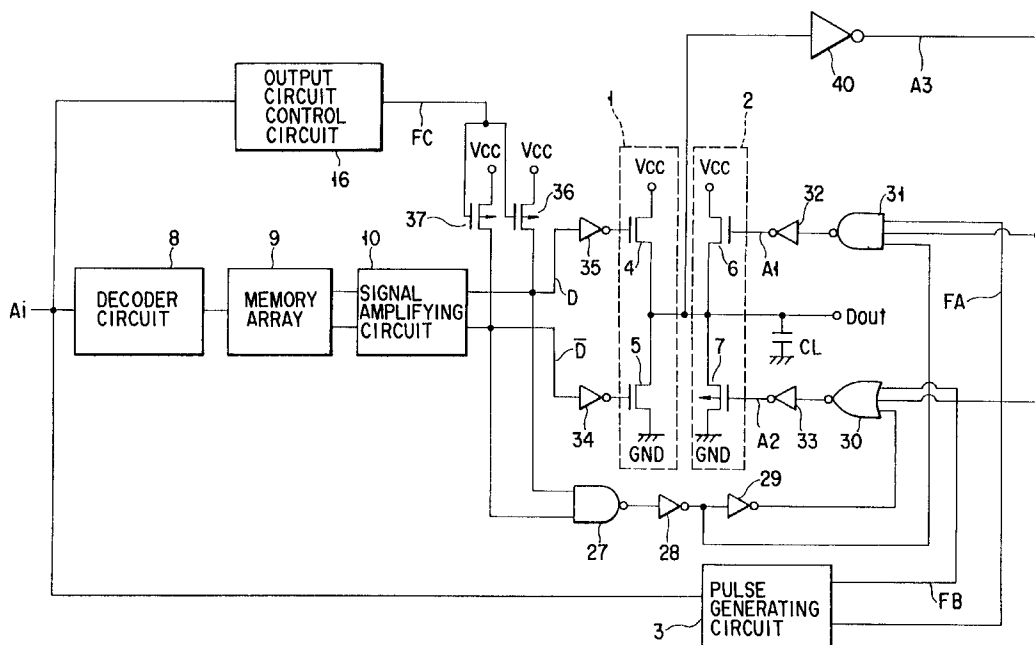 40
A3
OUTPUT
CIRCUIT
CONTROL
CIRCUIT
16
FC
1
2
Vcc
Vcc
Vcc
Vcc
37
36
35
4
6
A1
32
31
8
9
10
Ai
DECODER
CIRCUIT
MEMORY
ARRAY
SIGNAL
AMPLIFYING
CIRCUIT
D
D̄
FA
Dout
CL
5
7
34
GND
GND
A2
33
30
29
27
28
FB
3
PULSE
GENERATING
CIRCUIT